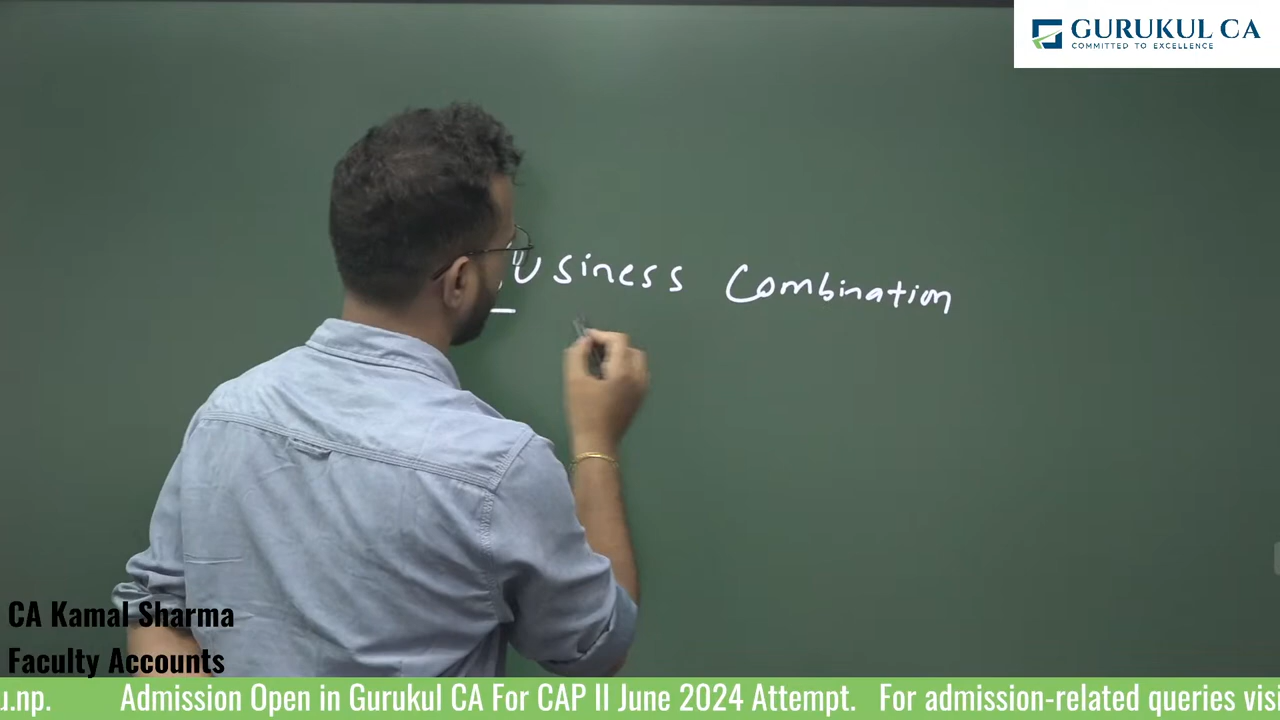 GURUKUL CA
COMMITTED TO EXCELLENCE
usiness Combination
CA Kamal Sharma
Faculty Accounts
u.np. Admission Open in Gurukul CA For CAP II June 2024 Attempt. For admission-related queries visi